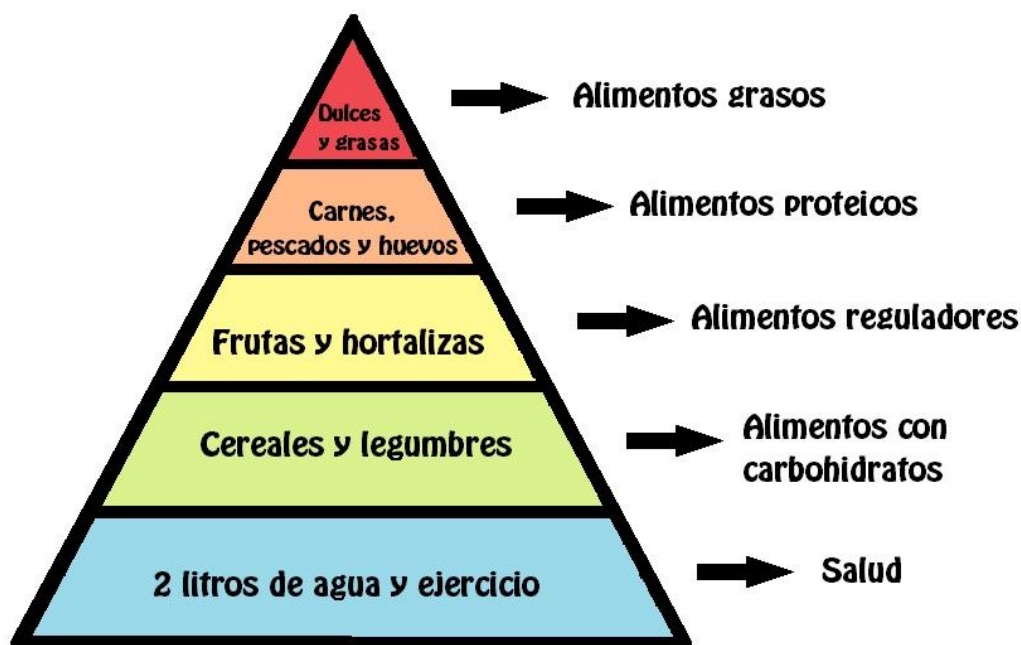 Dulces
y grasas
Alimentos grasos
Carnes,
pescados y huevos
Alimentos proteicos
Frutas y hortalizas
Alimentos reguladores
Cereales y legumbres
Alimentos con
carbohidratos
2 litros de agua y ejercicio
Salud